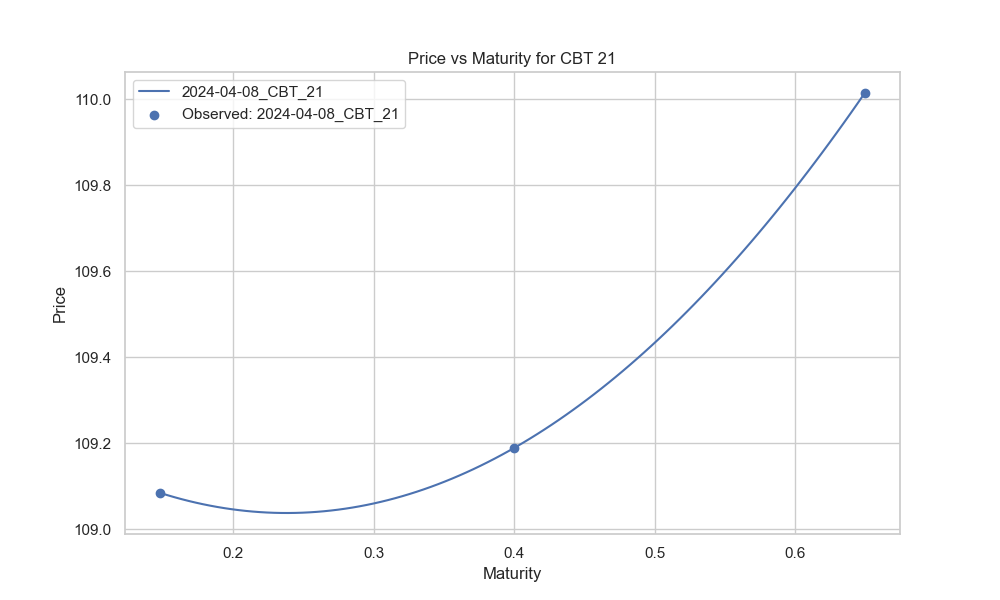 Price vs Maturity for CBT 21
2024-04-08_CBT_21
Observed: 2024-04-08_CBT_21
110.0
109.8
109.6
109.4
109.2
109.0
Price
0.2 0.3 0.4 0.5 0.6
Maturity